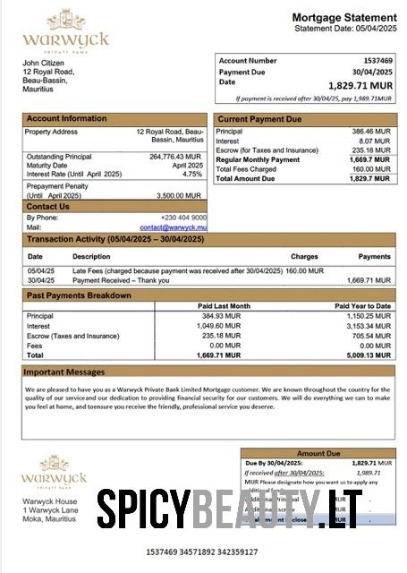 WARWYCK
PRIVATE BANK
Mortgage Statement
Statement Date: 05/04/2025
John Citizen
12 Royal Road,
Beau-Bassin,
Mauritius
Account Number 1537469
Payment Due 30/04/2025
Date 1,829.71 MUR
If payment is received after 30/04/25, pay 1,989.71MUR
Account Information
Property Address 12 Royal Road, Beau-
Bassin, Mauritius
Outstanding Principal 264,776.43 MUR
Maturity Date April 2025
Interest Rate (Until April 2025) 4.75%
Prepayment Penalty
(Until April 2025) 3,500.00 MUR
Contact Us
By Phone: +230 404 9000
Mail: contact@warwyck.mu
Current Payment Due
Principal 386.46 MUR
Interest 8.07 MUR
Escrow (for Taxes and Insurance) 235.18 MUR
Regular Monthly Payment 1,669.7 MUR
Total Fees Charged 160.00 MUR
Total Amount Due 1,829.7 MUR
Transaction Activity (05/04/2025 – 30/04/2025)
Date Description Charges Payments
05/04/25 Late Fees (charged because payment was received after 30/04/2025) 160.00 MUR
30/04/25 Payment Received – Thank you 1,669.71 MUR
Past Payments Breakdown
Paid Last Month Paid Year to Date
Principal 384.93 MUR 1,150.25 MUR
Interest 1,049.60 MUR 3,153.34 MUR
Escrow (Taxes and Insurance) 235.18 MUR 705.54 MUR
Fees 0.00 MUR 0.00 MUR
Total 1,669.71 MUR 5,009.13 MUR
Important Messages
We are pleased to have you as a Warwyck Private Bank Limited Mortgage customer. We are known throughout the country for the
quality of our serviceand our dedication to providing financial security for our customers. We will do everything we can to make
you feel at home, and toensure you receive the friendly, professional service you deserve.
WARWYCK
PRIVATE BANK
Warwyck House
1 Warwyck Lane
Moka, Mauritius
Amount Due
Due By 30/04/2025: 1,829.71 MUR
If received after 30/04/2025: 1,989.71
MUR Please designate how you want us to apply any
SPICYBEAUTY.LT
1537469 34571892 342359127